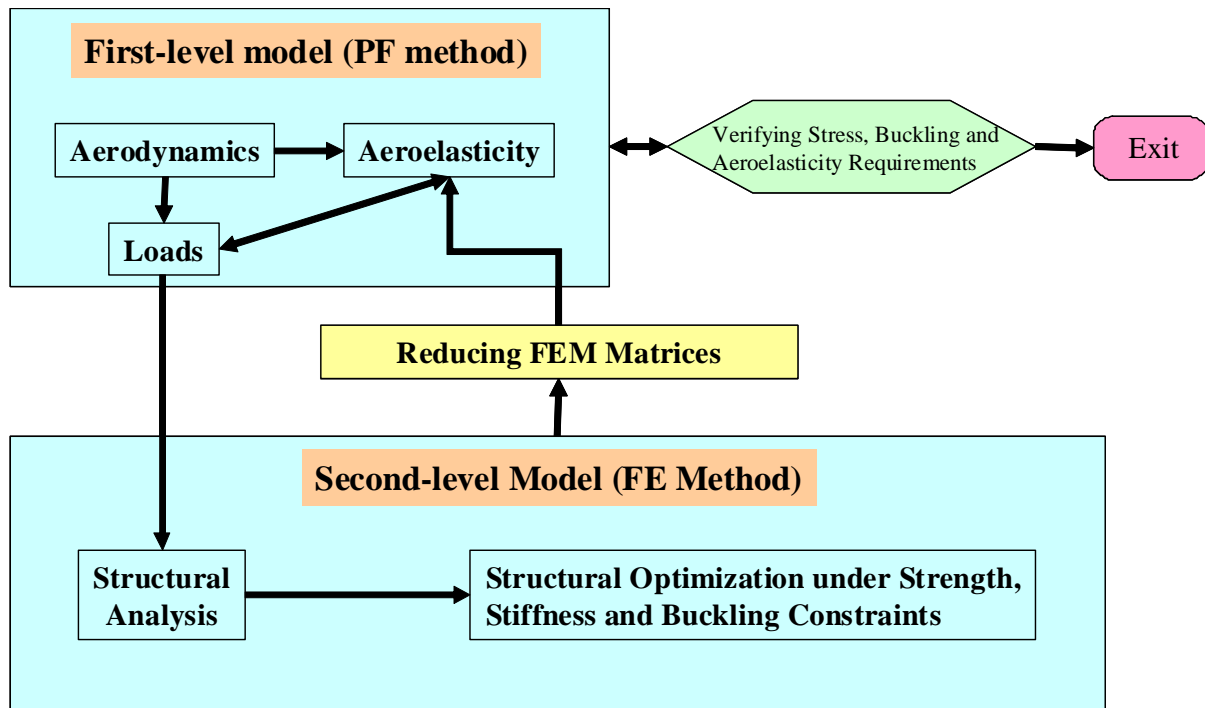 First-level model (PF method)
Aerodynamics
Aeroelasticity
Loads
Verifying Stress, Buckling and
Aeroelasticity Requirements
Exit
Reducing FEM Matrices
Second-level Model (FE Method)
Structural
Analysis
Structural Optimization under Strength,
Stiffness and Buckling Constraints